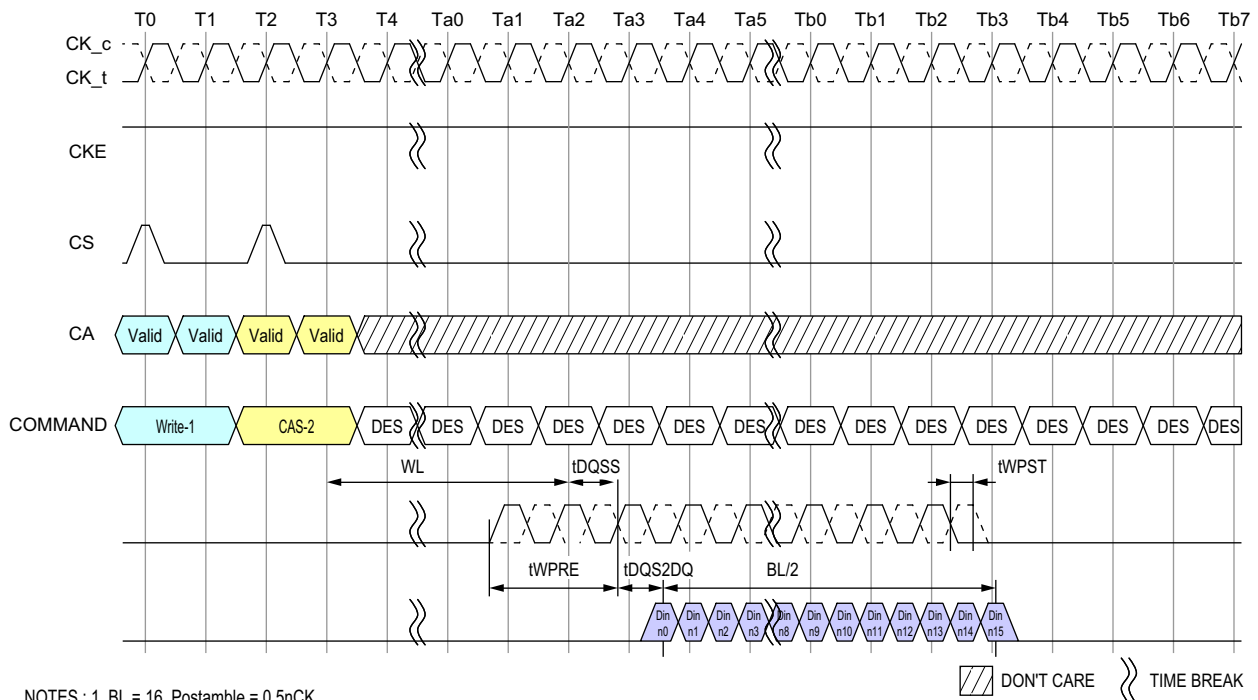 T0 T1 T2 T3 T4 Ta0 Ta1 Ta2 Ta3 Ta4 Ta5 Tb0 Tb1 Tb2 Tb3 Tb4 Tb5 Tb6 Tb7
CK_c
CK_t
CKE
CS
CA Valid Valid Valid Valid
COMMAND Write-1 CAS-2 DES DES DES DES DES DES DES DES DES DES DES DES DES DES DES
WL tDQSS tWPST
tWPRE tDQS2DQ BL/2
Din n0 Din n1 Din n2 Din n3 Din n8 Din n9 Din n10 Din n11 Din n12 Din n13 Din n14 Din n15
DON'T CARE TIME BREAK
NOTES : 1. BL = 16, Postamble = 0.5nCK